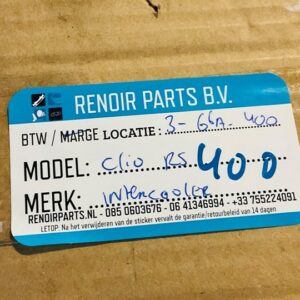 RENOIR PARTS B.V.
BTW / MARGE LOCATIE : 3-G6A-400
MODEL: Clio RS 400
MERK: intercooler
RENOIRPARTS.NL - 085 0603676 - 06 41346994 - +33 755224091
LETOP: Na het verwijderen van de sticker vervalt de garantie/retourbeleid van 14 dagen